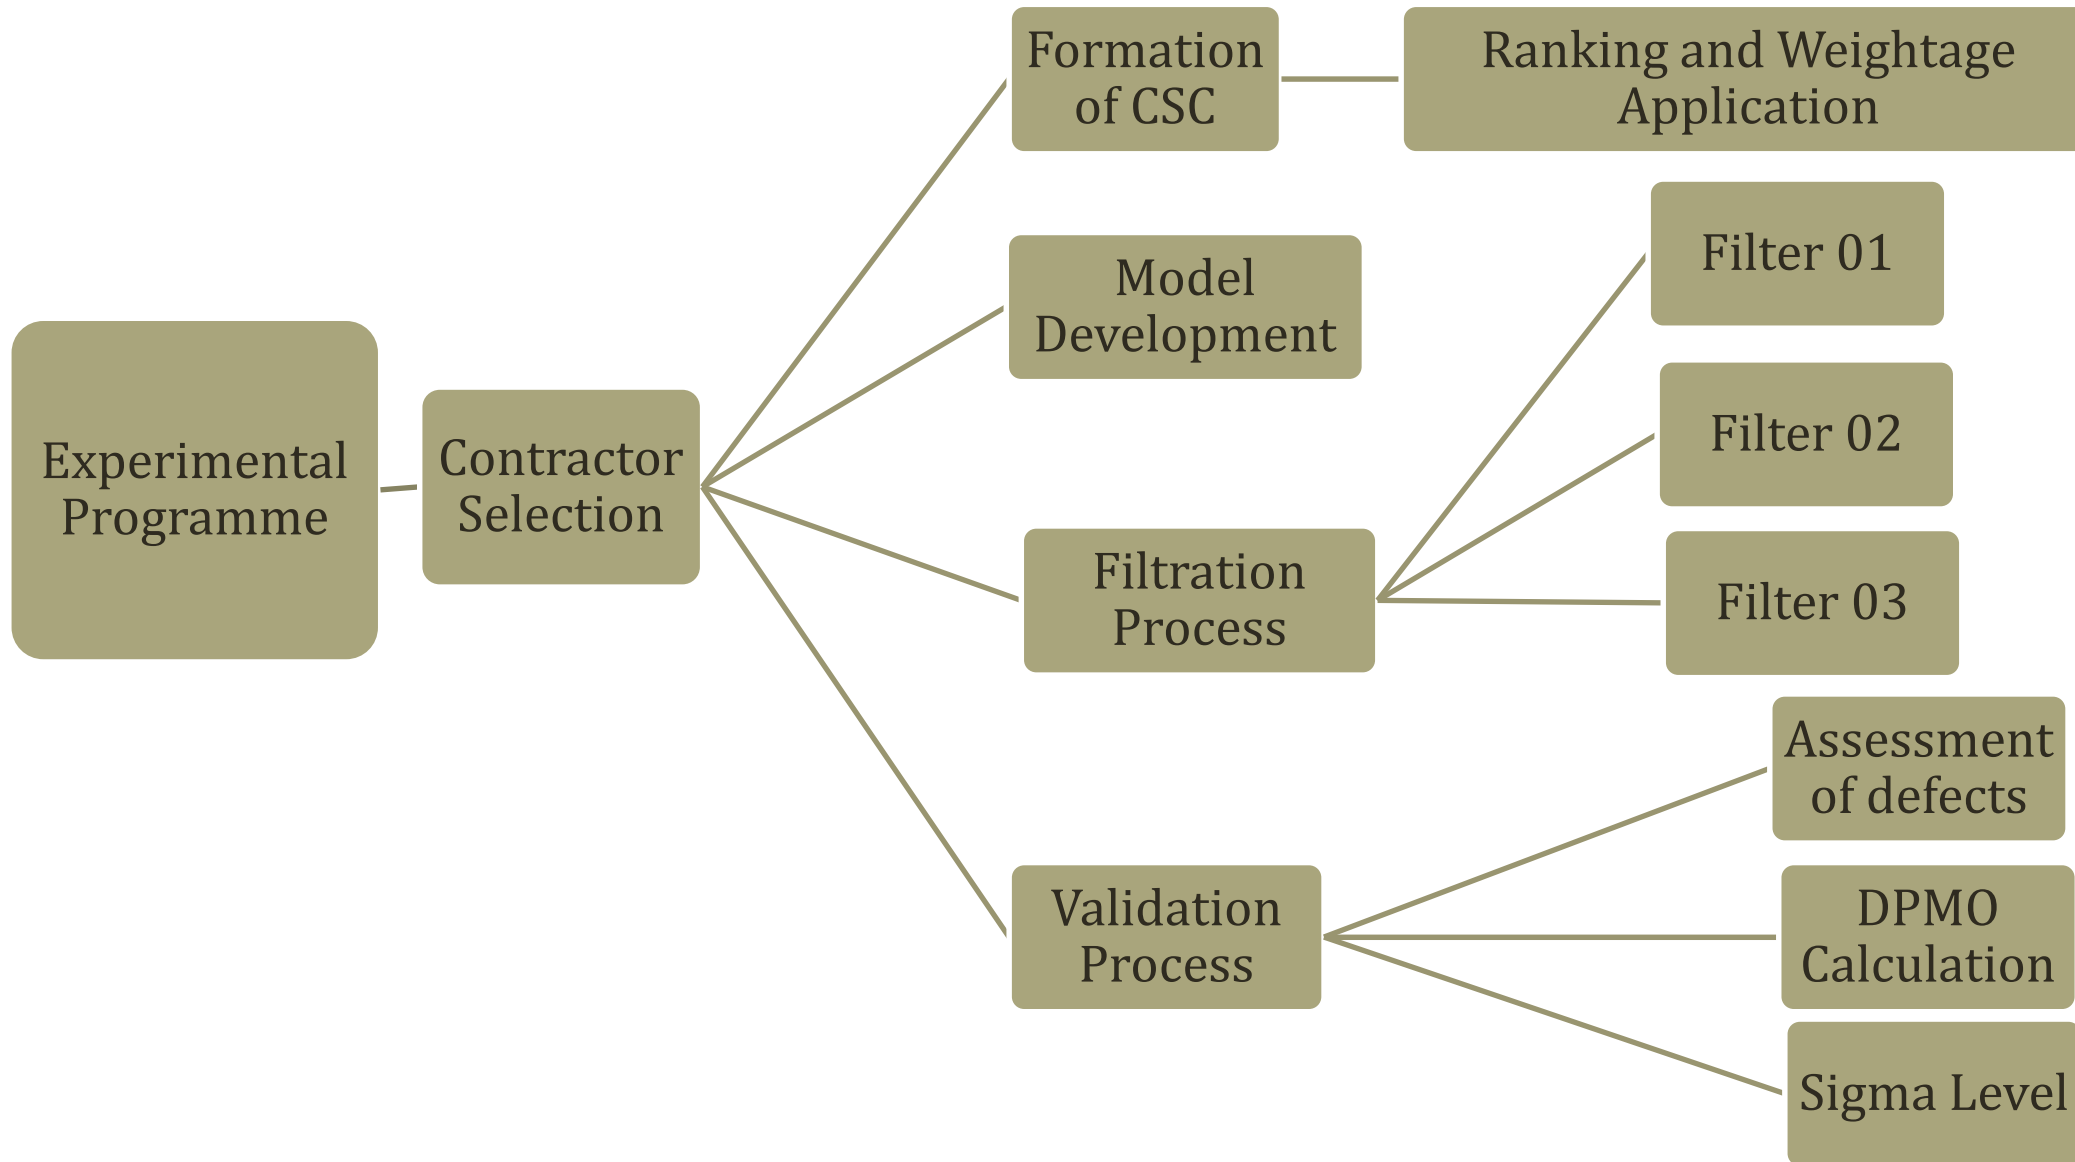 Experimental
Programme
Contractor
Selection
Formation
of CSC
Ranking and Weightage
Application
Model
Development
Filtration
Process
Filter 01
Filter 02
Filter 03
Validation
Process
Assessment
of defects
DPMO
Calculation
Sigma Level